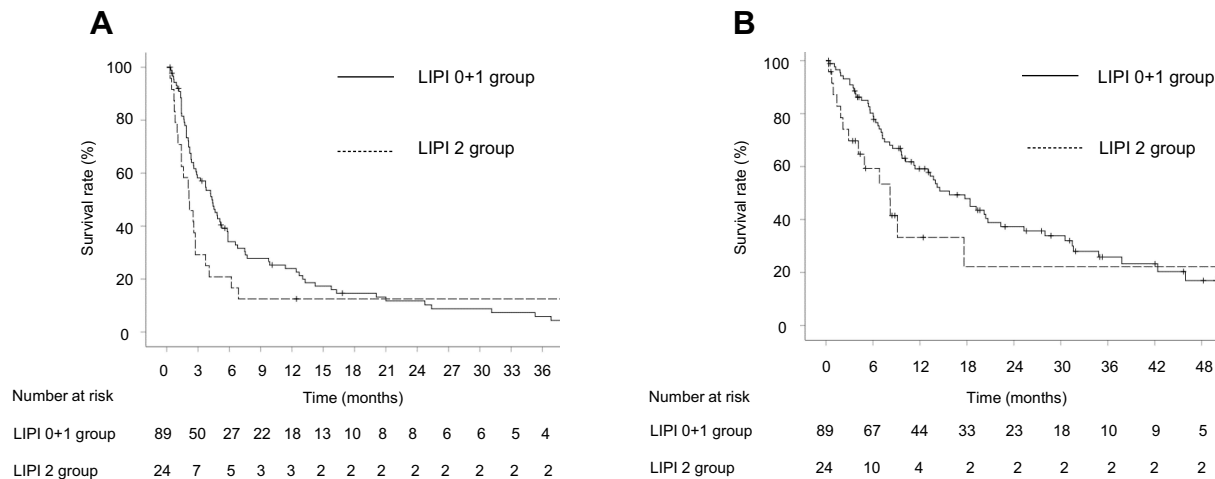 A
Survival rate (%)
100
80
60
40
20
0
LIPI 0+1 group
LIPI 2 group
0 3 6 9 12 15 18 21 24 27 30 33 36
Number at risk
Time (months)
LIPI 0+1 group 89 50 27 22 18 13 10 8 8 6 6 5 4
LIPI 2 group 24 7 5 3 3 2 2 2 2 2 2 2 2
B
Survival rate (%)
100
80
60
40
20
0
LIPI 0+1 group
LIPI 2 group
0 6 12 18 24 30 36 42 48
Number at risk
Time (months)
LIPI 0+1 group 89 67 44 33 23 18 10 9 5
LIPI 2 group 24 10 4 2 2 2 2 2 2